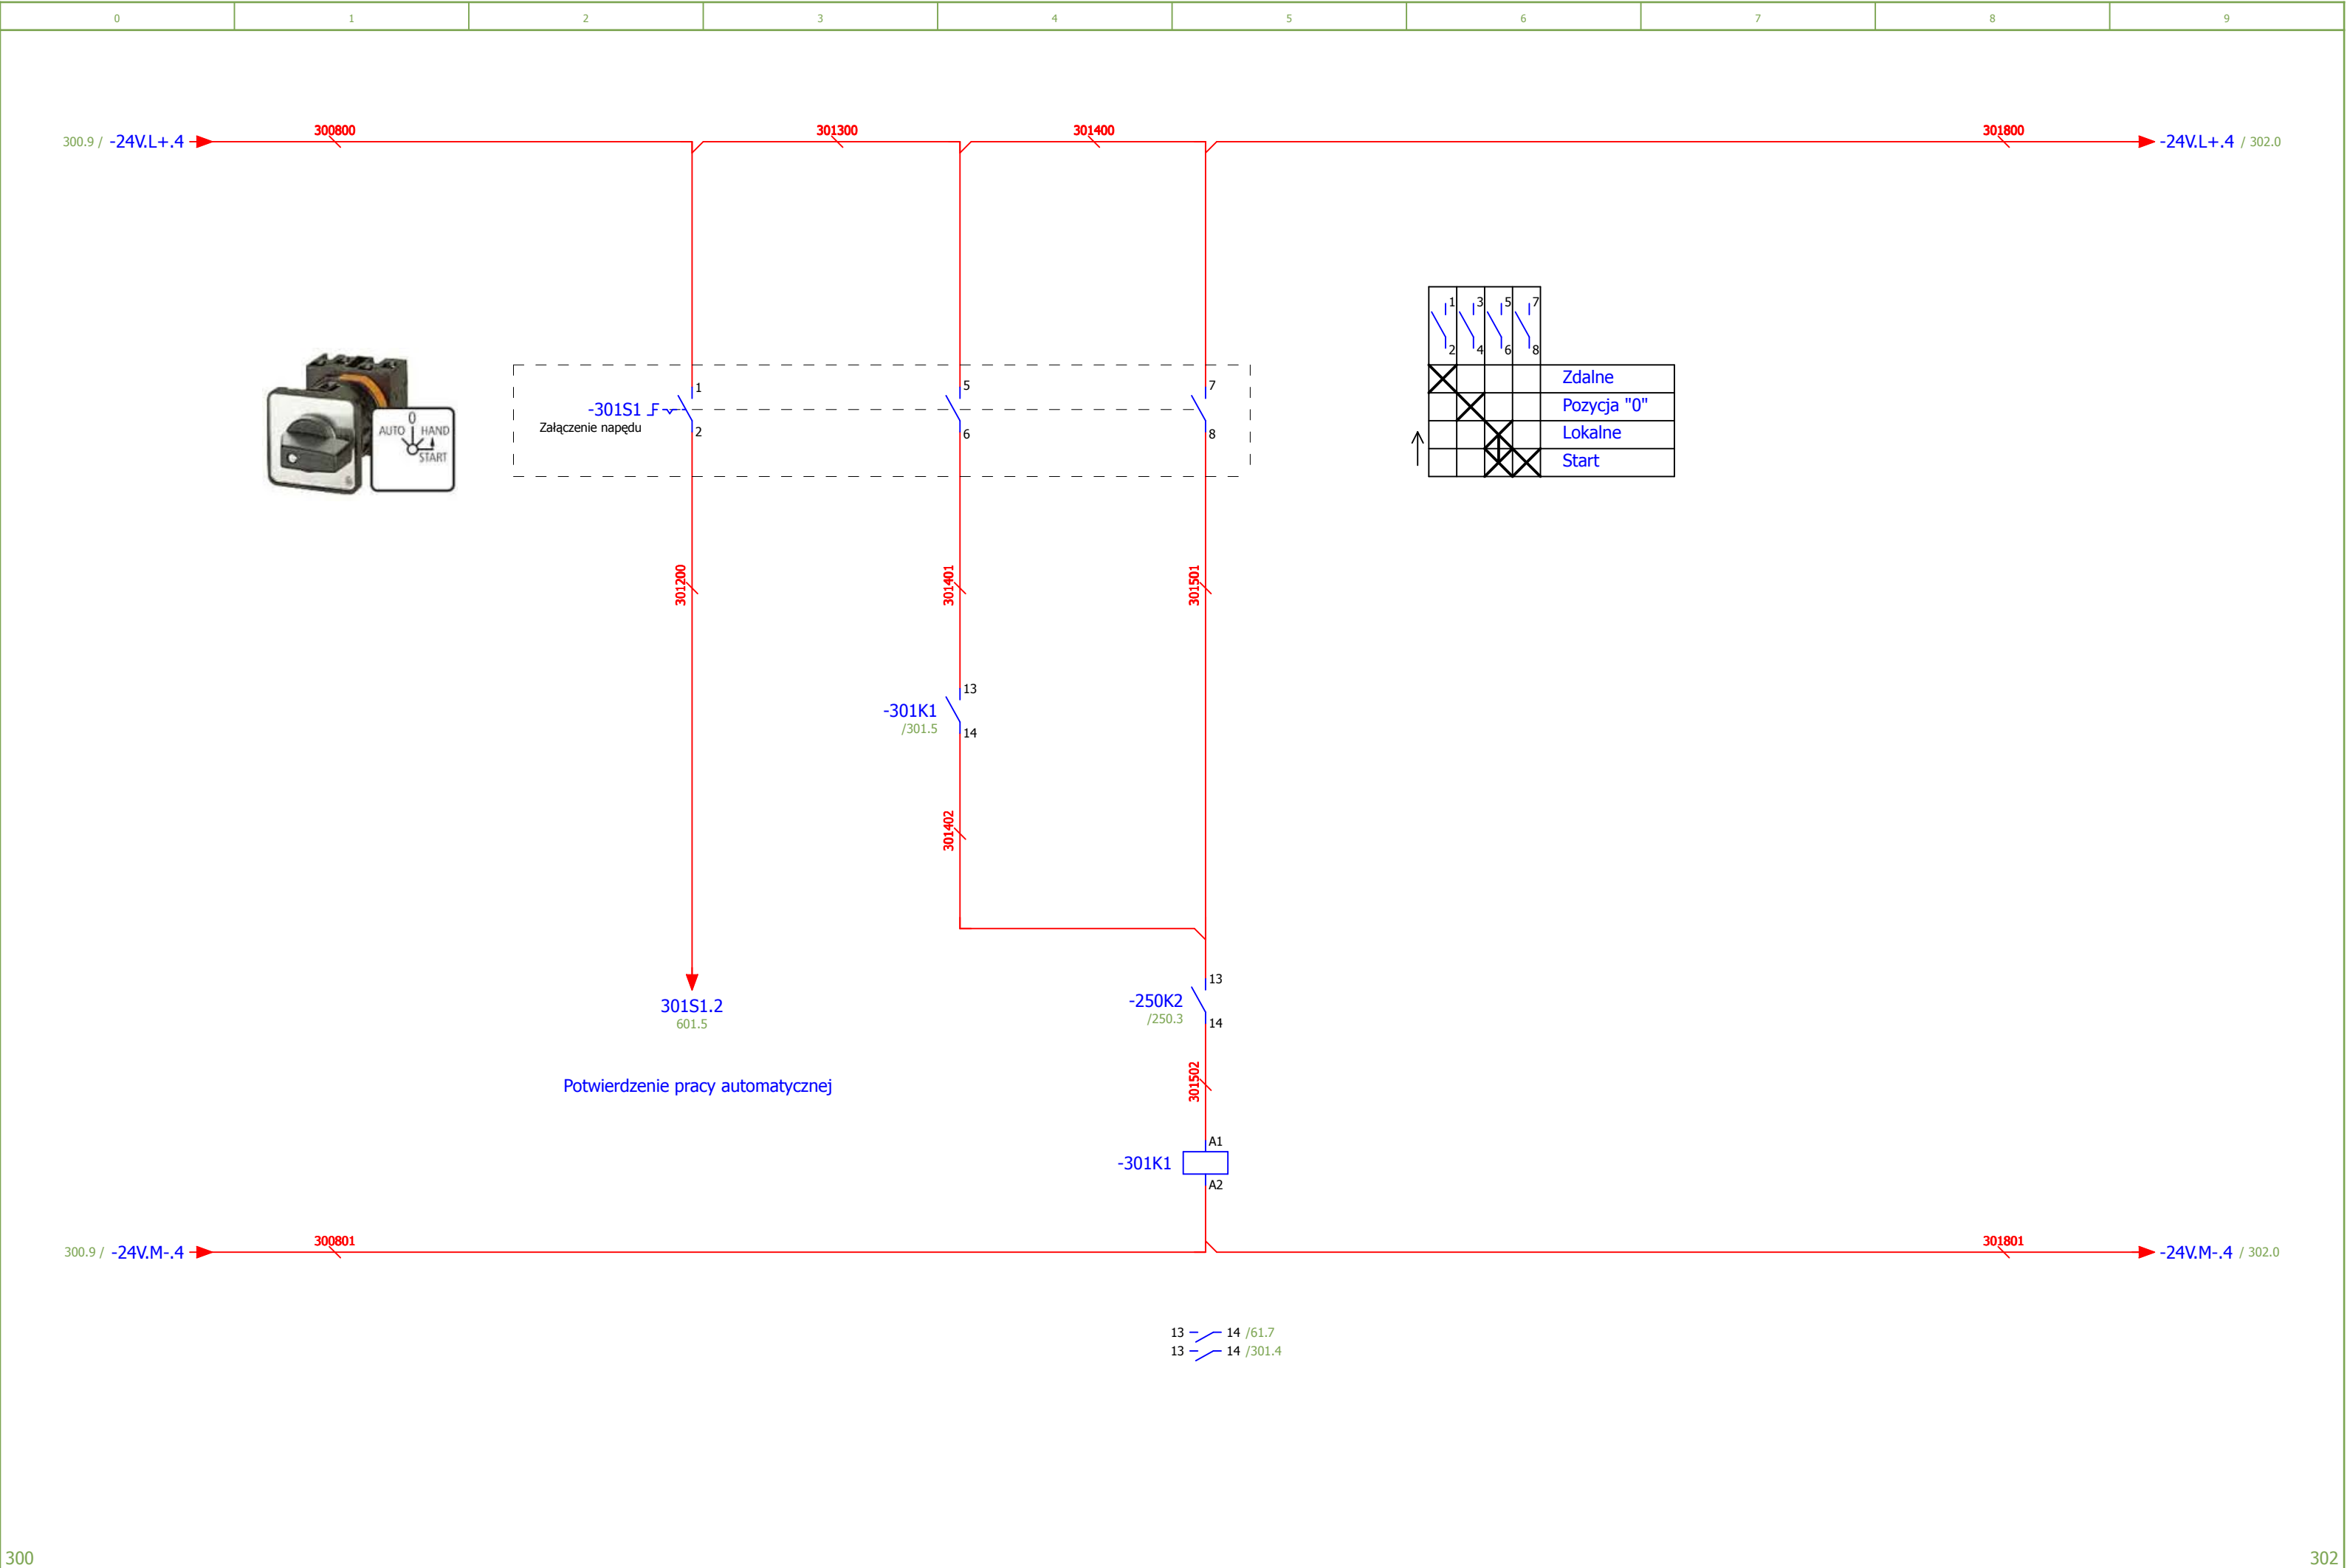 0 1 2 3 4 5 6 7 8 9
300.9 / -24V.L+.4
300800
301300
301400
301800
-24V.L+.4 / 302.0
1 3 5 7
2 4 6 8
Zdalne
Pozycja "0"
Lokalne
Start
0
AUTO HAND
START
-301S1
Załączenie napędu
1
2
5
6
7
8
301200
301401
301501
-301K1
/301.5
13
14
301402
301S1.2
601.5
Potwierdzenie pracy automatycznej
-250K2
/250.3
13
14
301502
-301K1
A1
A2
300.9 / -24V.M-.4
300801
301801
-24V.M-.4 / 302.0
13 14 /61.7
13 14 /301.4
300
302